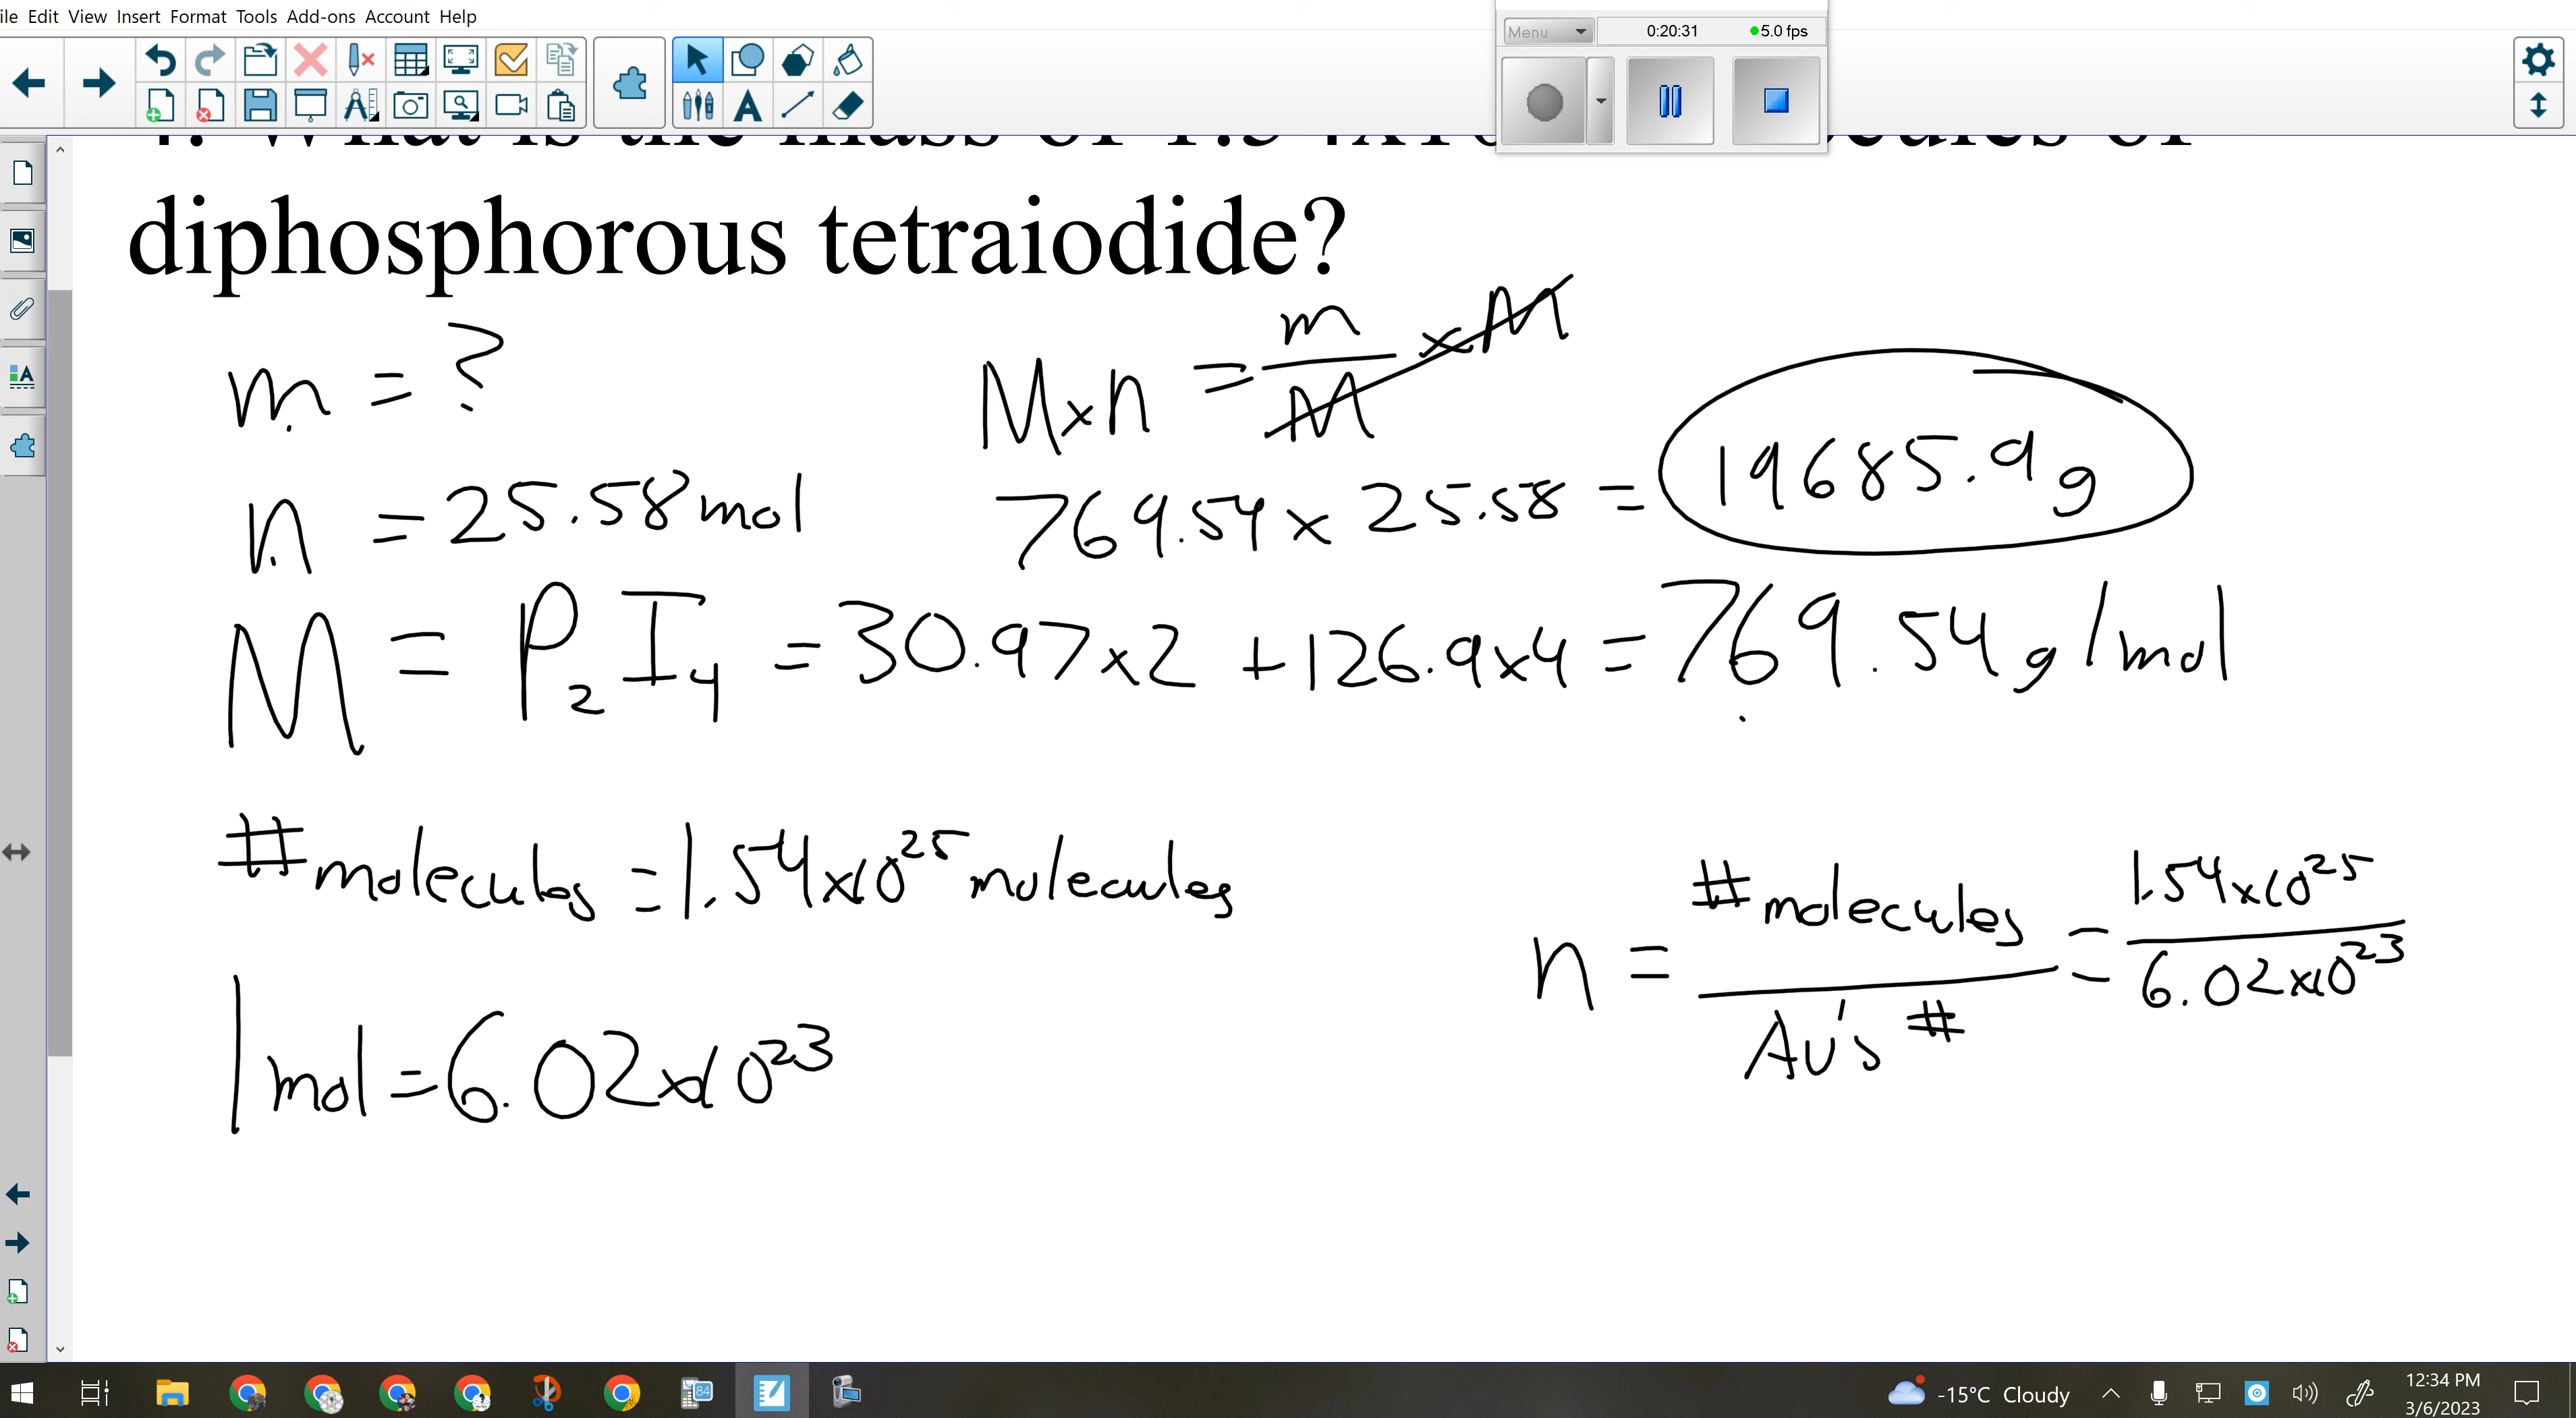 ile Edit View Insert Format Tools Add-ons Account Help
Menu 0:20:31 5.0 fps
diphosphorous tetraiodide?
m = ?
M x n = m / M x M
n = 25.58 mol
769.54 x 25.58 = 19685.9 g
M = P2I4 = 30.97 x 2 + 126.9 x 4 = 769.54 g/mol
#molecules = 1.54 x 10^25 molecules
n = #molecules / Av's # = 1.54 x 10^25 / 6.02 x 10^23
1 mol = 6.02 x 10^23
84
-15°C Cloudy
12:34 PM
3/6/2023